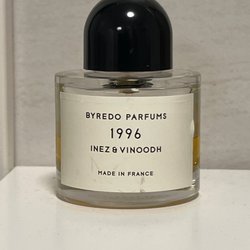 BYREDO PARFUMS
1996
INEZ & VINOODH
MADE IN FRANCE